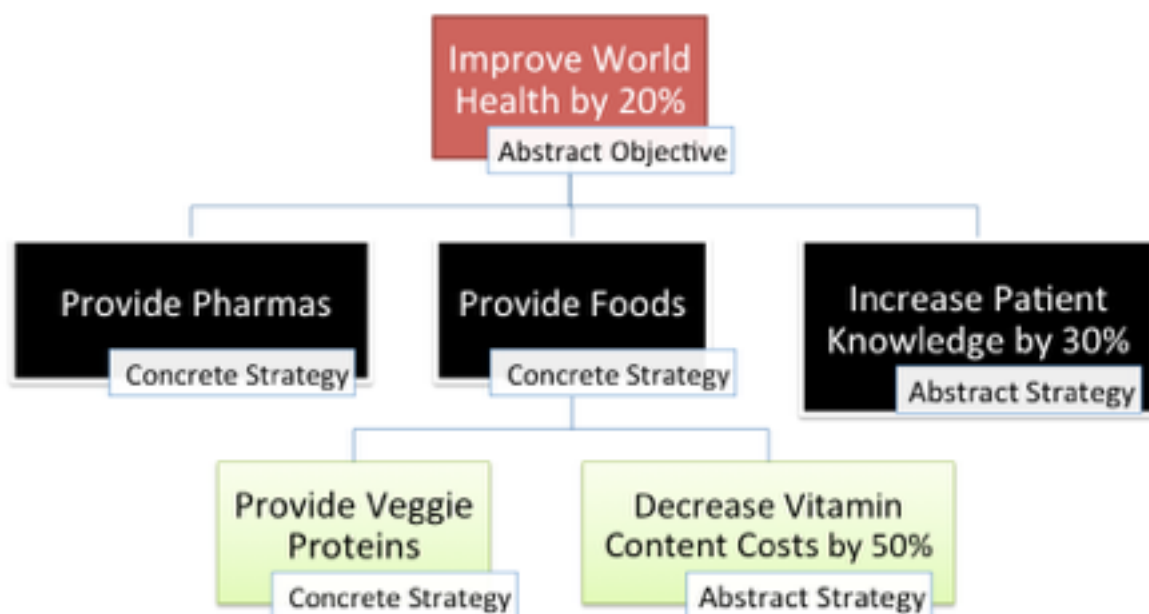 Improve World
Health by 20%
Abstract Objective
Provide Pharmas
Concrete Strategy
Provide Foods
Concrete Strategy
Increase Patient
Knowledge by 30%
Abstract Strategy
Provide Veggie
Proteins
Concrete Strategy
Decrease Vitamin
Content Costs by 50%
Abstract Strategy